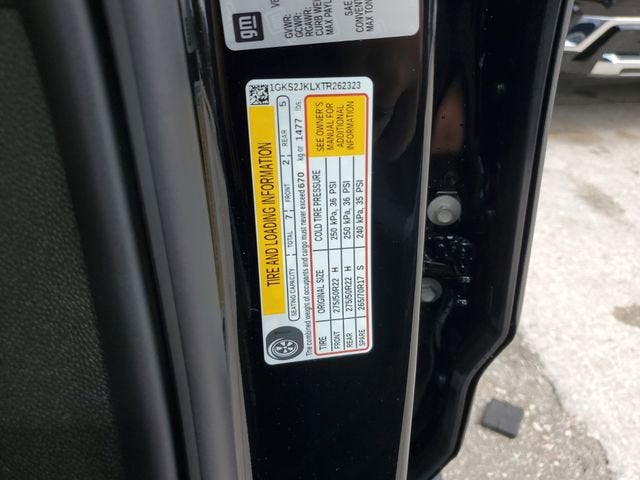 gm
GVWR:
GCWR:
RGAWR:
CURB WEI
MAX PAYL
SAE
CONVENT
MAX TON
1GKS2JKLXTR262323
TIRE AND LOADING INFORMATION
SEATING CAPACITY TOTAL 7 FRONT 2 REAR 5
The combined weight of occupants and cargo must never exceed 670 kg or 1477 lbs.
TIRE ORIGINAL SIZE COLD TIRE PRESSURE
FRONT 275/50R22 H 250 kPa, 36 PSI
REAR 275/50R22 H 250 kPa, 36 PSI
SPARE 265/70R17 S 240 kPa, 35 PSI
SEE OWNER'S
MANUAL FOR
ADDITIONAL
INFORMATION